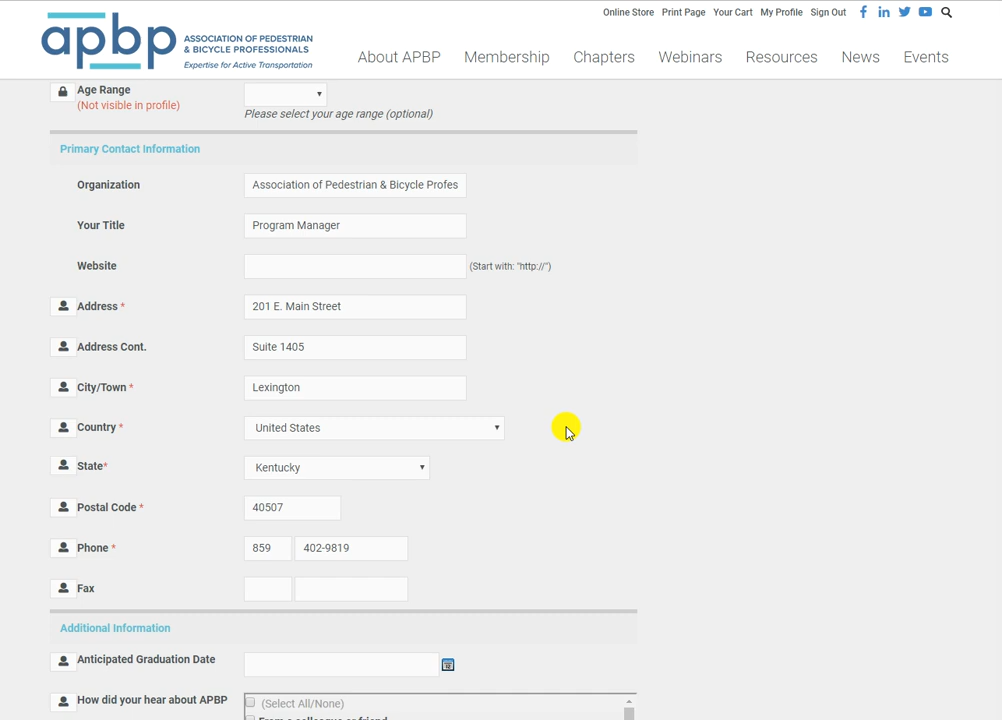 Online Store Print Page Your Cart My Profile Sign Out
apbp
ASSOCIATION OF PEDESTRIAN
& BICYCLE PROFESSIONALS
Expertise for Active Transportation
About APBP Membership Chapters Webinars Resources News Events
Age Range
(Not visible in profile)
Please select your age range (optional)
Primary Contact Information
Organization Association of Pedestrian & Bicycle Profes
Your Title Program Manager
Website (Start with: "http://")
Address * 201 E. Main Street
Address Cont. Suite 1405
City/Town * Lexington
Country * United States
State* Kentucky
Postal Code * 40507
Phone * 859 402-9819
Fax
Additional Information
Anticipated Graduation Date
How did your hear about APBP (Select All/None)
From a colleague or friend